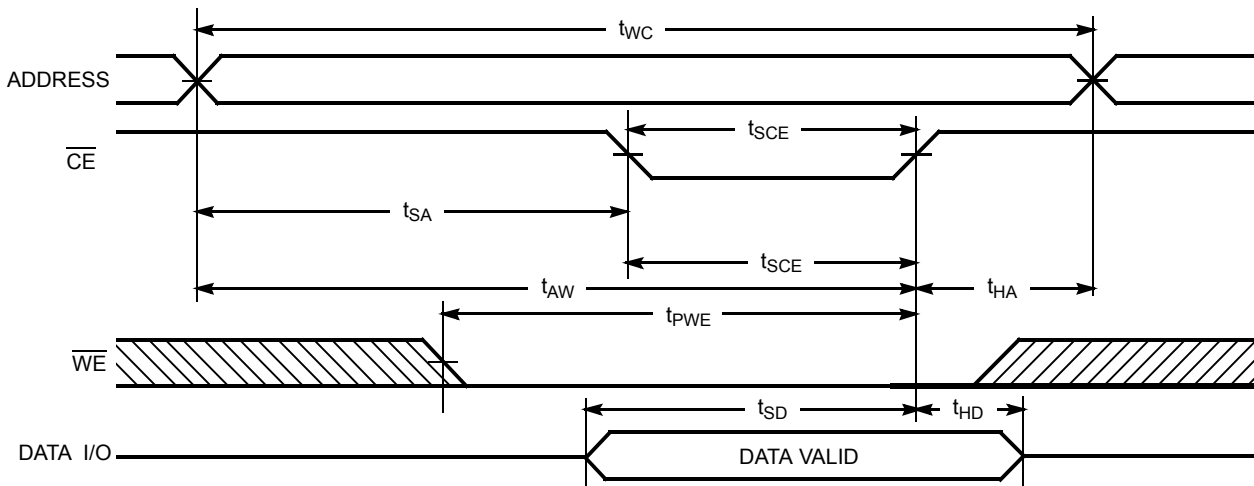 tWC
ADDRESS
tSCE
CE
tSA
tSCE
tAW
tHA
tPWE
WE
tSD
tHD
DATA I/O
DATA VALID